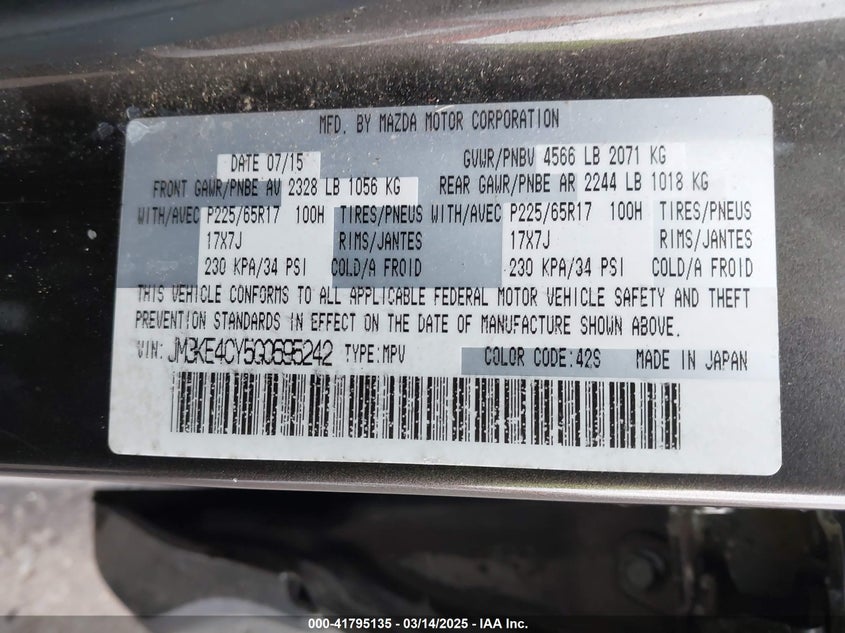 MFD. BY MAZDA MOTOR CORPORATION
DATE 07/15 GVWR/PNBV 4566 LB 2071 KG
FRONT GAWR/PNBE AV 2328 LB 1056 KG REAR GAWR/PNBE AR 2244 LB 1018 KG
WITH/AVEC P225/65R17 100H TIRES/PNEUS WITH/AVEC P225/65R17 100H TIRES/PNEUS
17X7J RIMS/JANTES 17X7J RIMS/JANTES
230 KPA/34 PSI COLD/A FROID 230 KPA/34 PSI COLD/A FROID
THIS VEHICLE CONFORMS TO ALL APPLICABLE FEDERAL MOTOR VEHICLE SAFETY AND THEFT
PREVENTION STANDARDS IN EFFECT ON THE DATE OF MANUFACTURE SHOWN ABOVE.
VIN: JM3KE4CY5G0695242 TYPE:MPV COLOR CODE:42S MADE IN JAPAN
000-41795135 - 03/14/2025 - IAA Inc.